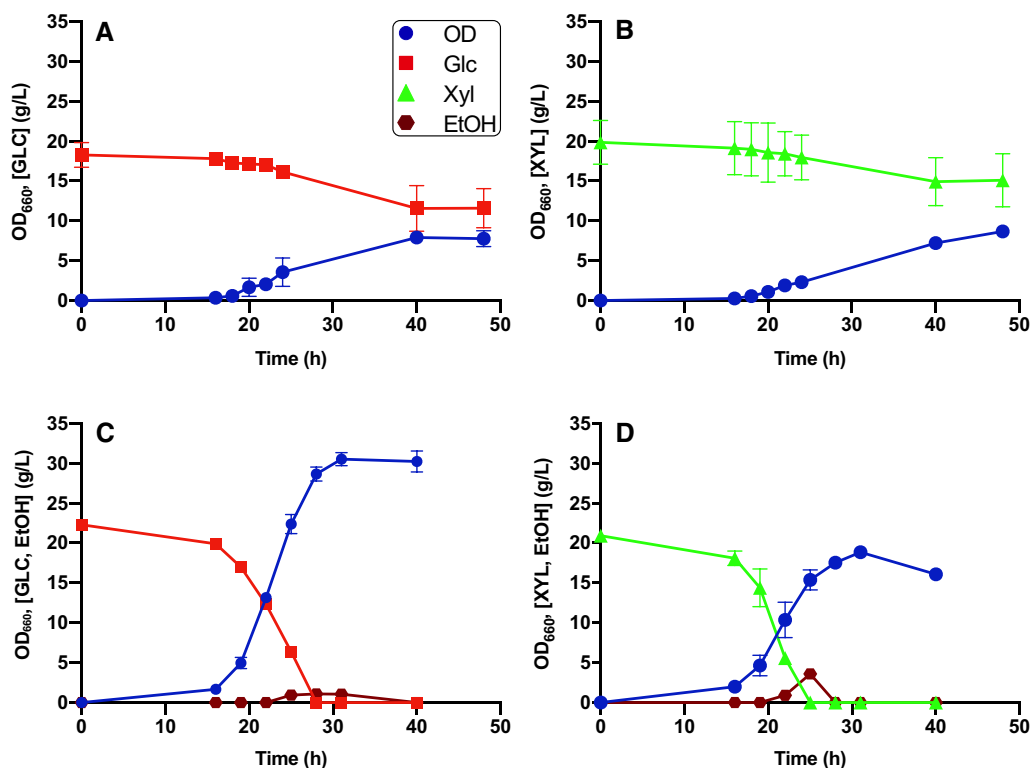 A
OD
Glc
Xyl
EtOH
OD660, [GLC] (g/L)
35
30
25
20
15
10
5
0
0 10 20 30 40 50
Time (h)
B
OD660, [XYL] (g/L)
35
30
25
20
15
10
5
0
0 10 20 30 40 50
Time (h)
C
OD660, [GLC, EtOH] (g/L)
35
30
25
20
15
10
5
0
0 10 20 30 40 50
Time (h)
D
OD660, [XYL, EtOH] (g/L)
35
30
25
20
15
10
5
0
0 10 20 30 40 50
Time (h)